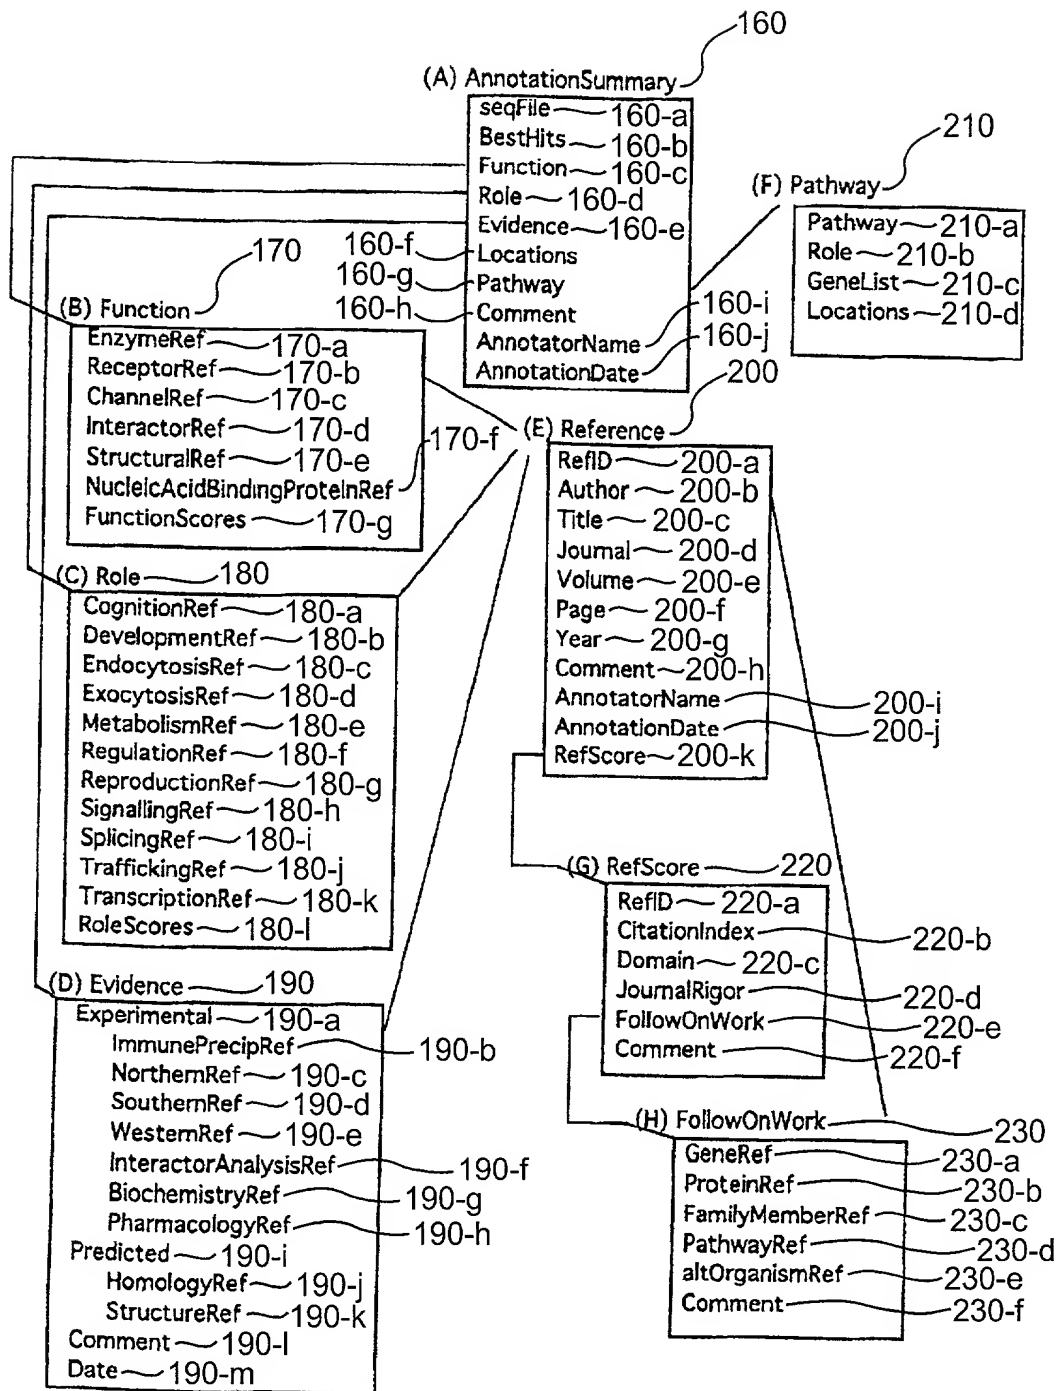 160
(A) AnnotationSummary
seqFile 160-a
BestHits 160-b
Function 160-c
Role 160-d
Evidence 160-e
160-f Locations
160-g Pathway
160-h Comment
AnnotatorName 160-i
AnnotationDate 160-j
210
(F) Pathway
Pathway 210-a
Role 210-b
GeneList 210-c
Locations 210-d
170
(B) Function
EnzymeRef 170-a
ReceptorRef 170-b
ChannelRef 170-c
InteractorRef 170-d
StructuralRef 170-e
NucleicAcidBindingProteinRef 170-f
FunctionScores 170-g
(C) Role 180
CognitionRef 180-a
DevelopmentRef 180-b
EndocytosisRef 180-c
ExocytosisRef 180-d
MetabolismRef 180-e
RegulationRef 180-f
ReproductionRef 180-g
SignallingRef 180-h
SplicingRef 180-i
TraffickingRef 180-j
TranscriptionRef 180-k
RoleScores 180-l
(D) Evidence 190
Experimental 190-a
ImmunePrecipRef 190-b
NorthernRef 190-c
SouthernRef 190-d
WesternRef 190-e
InteractorAnalysisRef 190-f
BiochemistryRef 190-g
PharmacologyRef 190-h
Predicted 190-i
HomologyRef 190-j
StructureRef 190-k
Comment 190-l
Date 190-m
200
(E) Reference
RefID 200-a
Author 200-b
Title 200-c
Journal 200-d
Volume 200-e
Page 200-f
Year 200-g
Comment 200-h
AnnotatorName 200-i
AnnotationDate 200-j
RefScore 200-k
(G) RefScore 220
RefID 220-a
CitationIndex 220-b
Domain 220-c
JournalRigor 220-d
FollowOnWork 220-e
Comment 220-f
(H) FollowOnWork 230
GeneRef 230-a
ProteinRef 230-b
FamilyMemberRef 230-c
PathwayRef 230-d
altOrganismRef 230-e
Comment 230-f